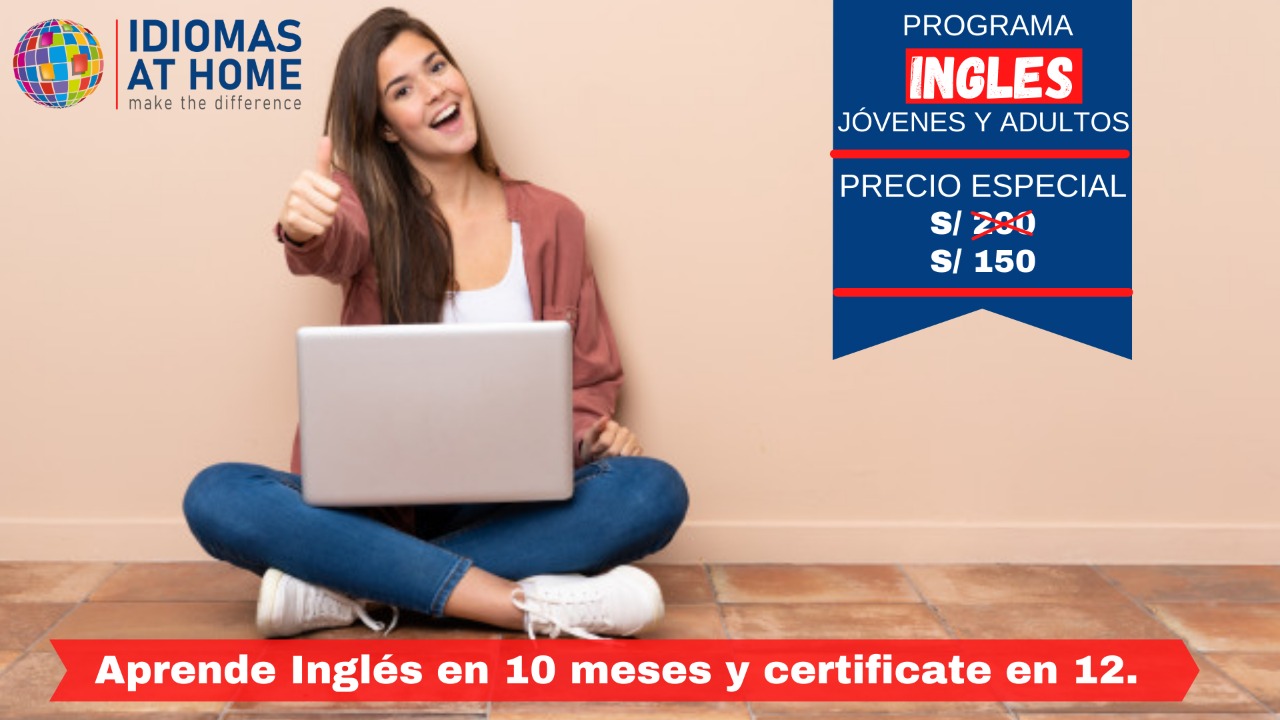 IDIOMAS
AT HOME
make the difference
PROGRAMA
INGLES
JÓVENES Y ADULTOS
PRECIO ESPECIAL
S/ 200
S/ 150
Aprende Inglés en 10 meses y certificate en 12.